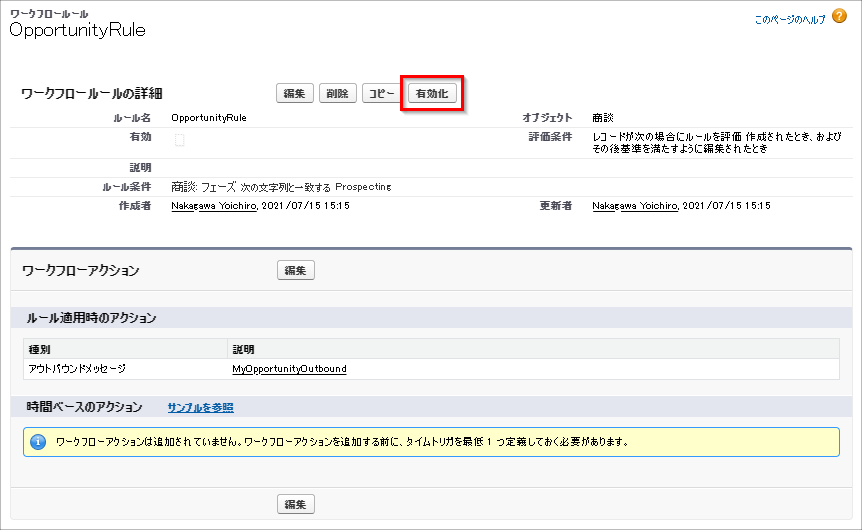 ワークフロールール
OpportunityRule
このページのヘルプ ?
ワークフロールールの詳細 編集 削除 コピー 有効化
ルール名 OpportunityRule オブジェクト 商談
有効 評価条件 レコードが次の場合にルールを評価 作成されたとき、および
その後基準を満たすように編集されたとき
説明
ルール条件 商談: フェーズ 次の文字列と一致する Prospecting
作成者 Nakagawa Yoichiro, 2021/07/15 15:15 更新者 Nakagawa Yoichiro, 2021/07/15 15:15
ワークフローアクション 編集
ルール適用時のアクション
種別 説明
アウトバウンドメッセージ MyOpportunityOutbound
時間ベースのアクション サンプルを参照
ワークフローアクションは追加されていません。ワークフローアクションを追加する前に、タイムトリガを最低 1 つ定義しておく必要があります。
編集